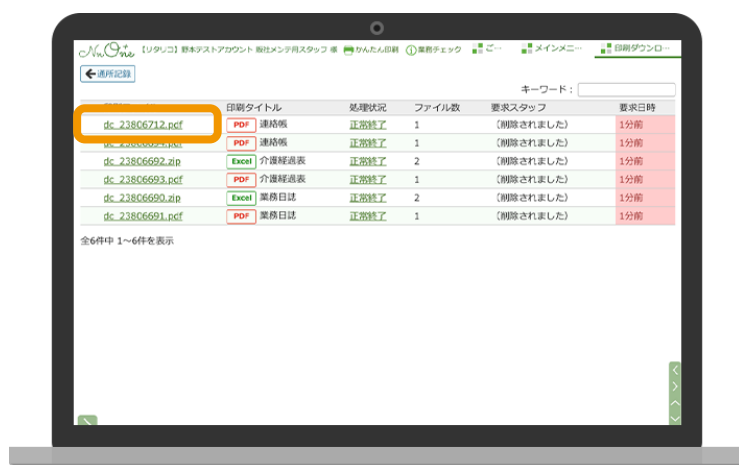 NuOne 【リタリコ】野本テストアカウント 販社メンテ用スタッフ 様 かんたん印刷 業務チェック ご… メインメニ… 印刷ダウンロ…
通所記録
キーワード：
印刷タイトル 処理状況 ファイル数 要求スタッフ 要求日時
dc_23806712.pdf PDF 連絡帳 正常終了 1 （削除されました） 1分前
dc_23806694.pdf PDF 連絡帳 正常終了 1 （削除されました） 1分前
dc_23806692.zip Excel 介護経過表 正常終了 2 （削除されました） 1分前
dc_23806693.pdf PDF 介護経過表 正常終了 1 （削除されました） 1分前
dc_23806690.zip Excel 業務日誌 正常終了 2 （削除されました） 1分前
dc_23806691.pdf PDF 業務日誌 正常終了 1 （削除されました） 1分前
全6件中 1～6件を表示